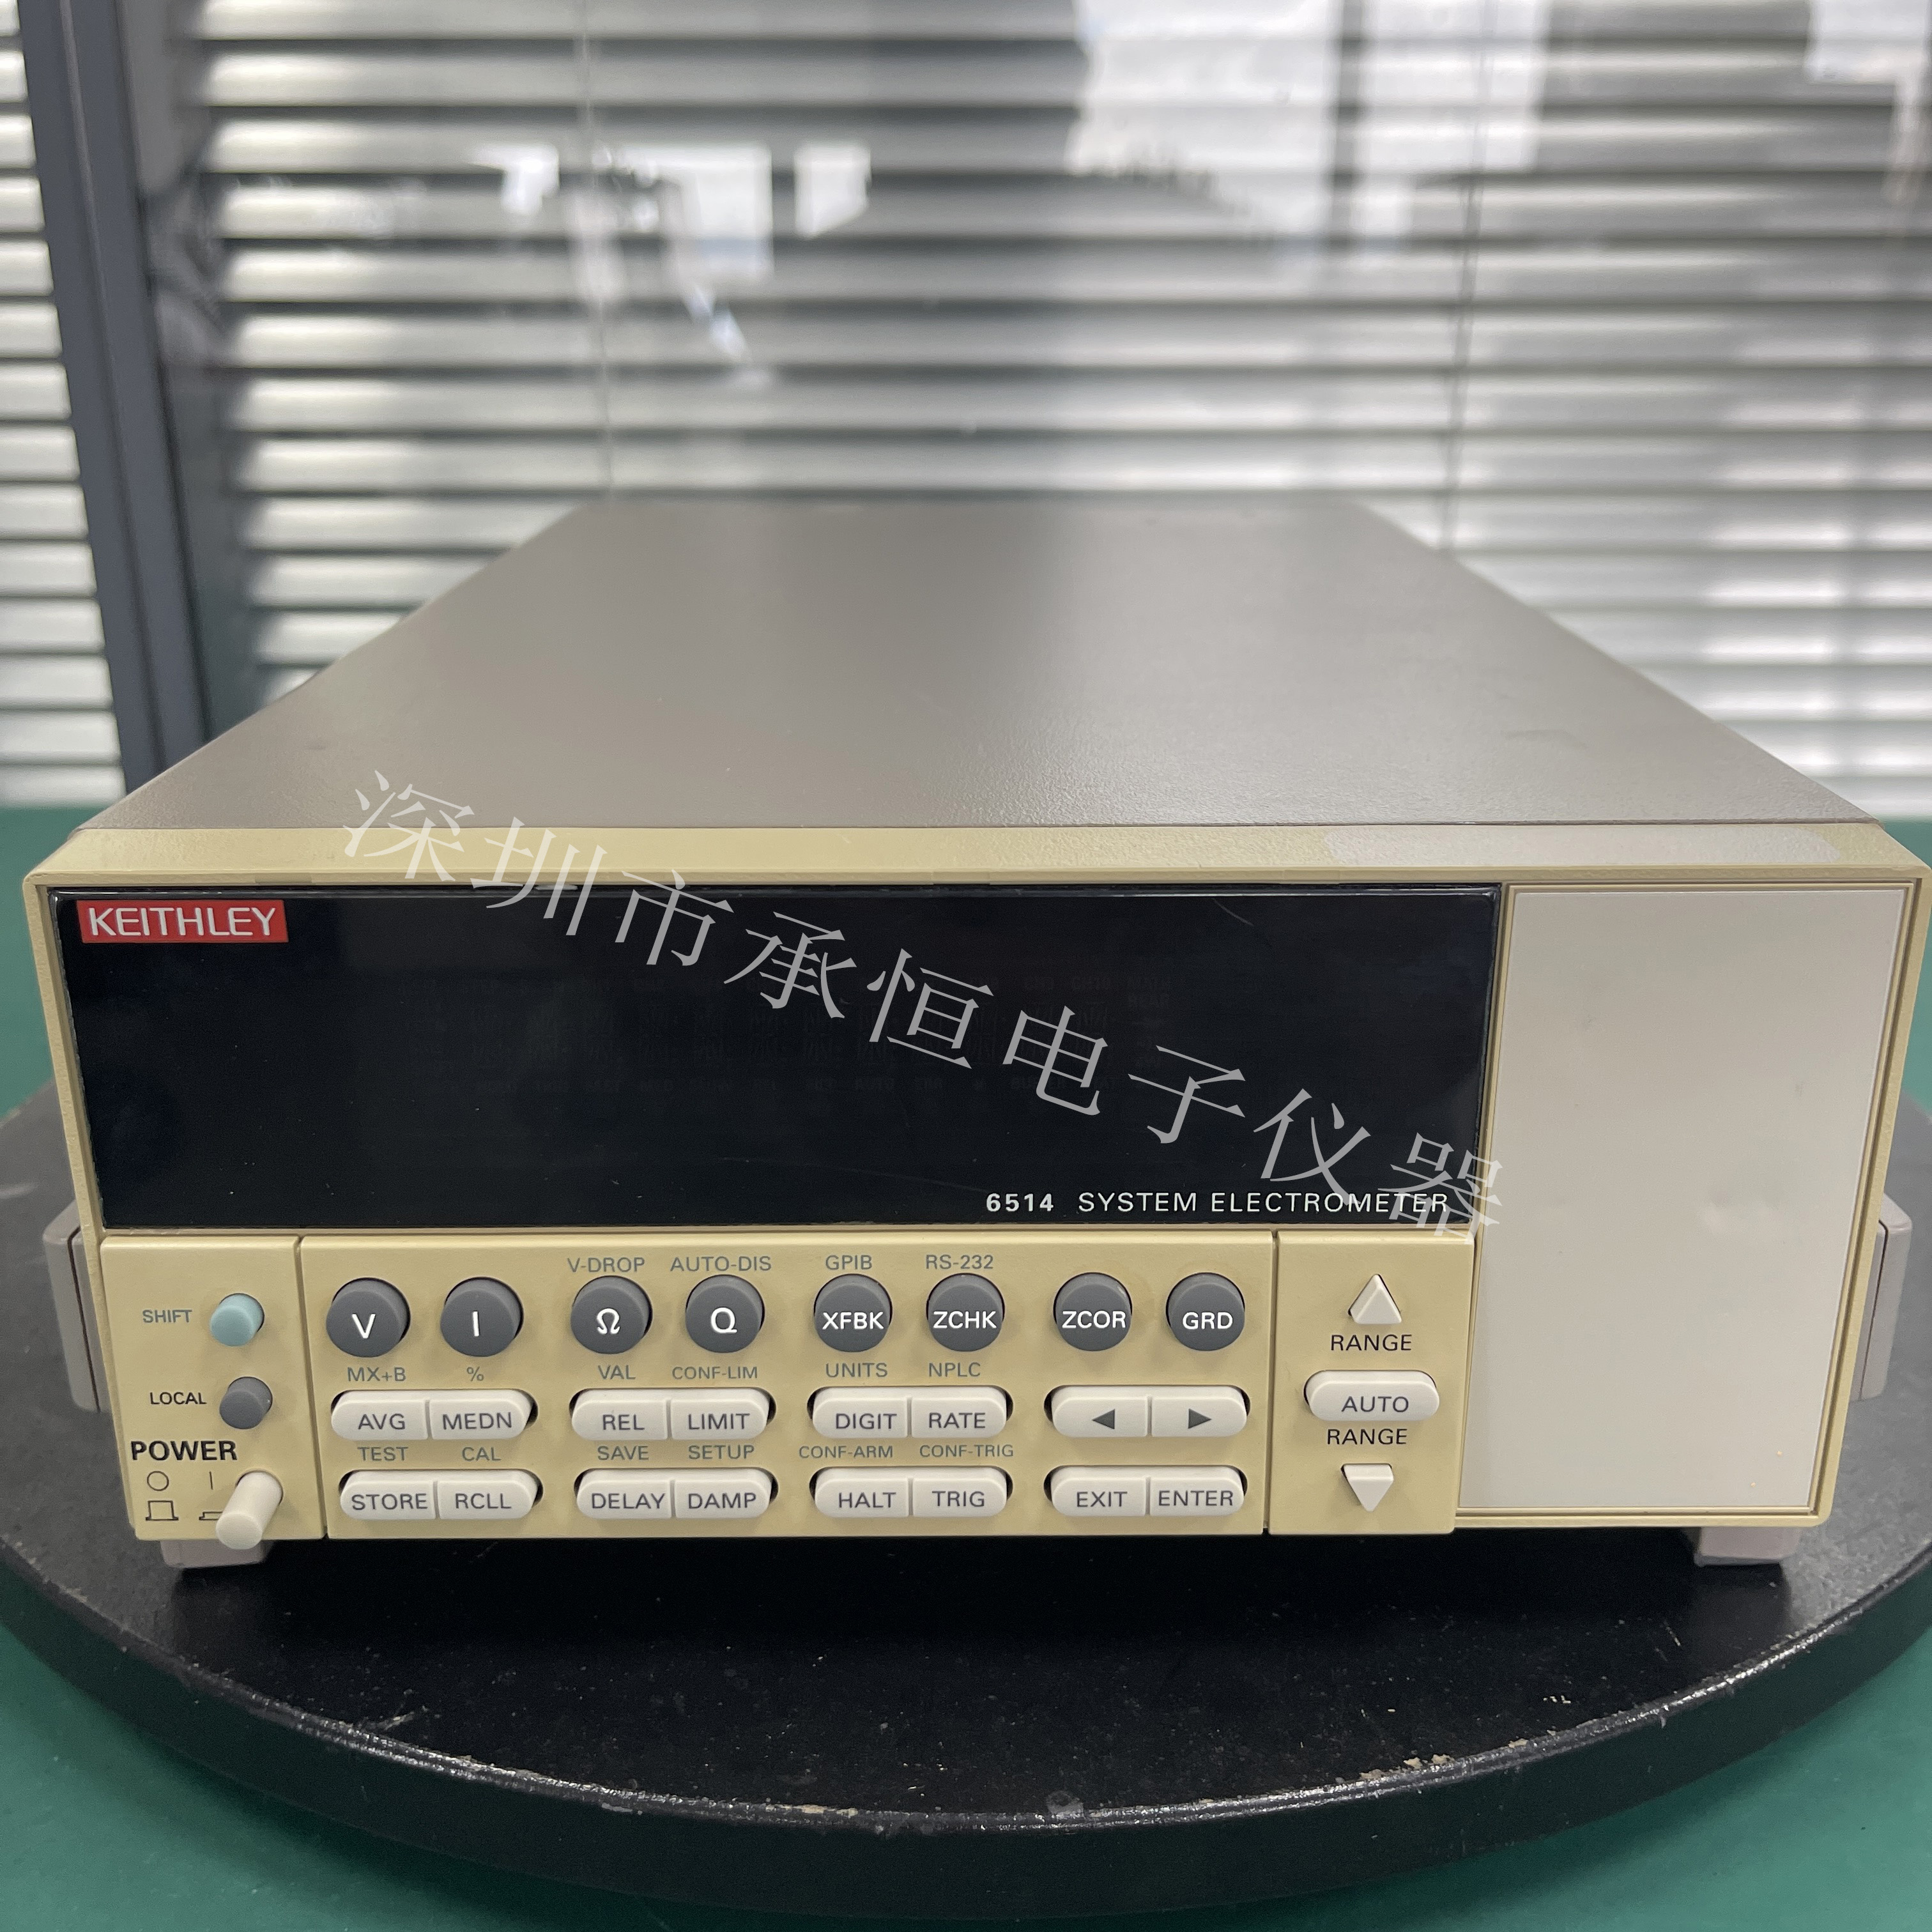 深圳市承恒电子仪器
KEITHLEY
6514 SYSTEM ELECTROMETER
V-DROP AUTO-DIS GPIB RS-232
SHIFT V I Ω Q XFBK ZCHK ZCOR GRD
RANGE
MX+B % VAL CONF-LIM UNITS NPLC
LOCAL AVG MEDN REL LIMIT DIGIT RATE ◀ ▶ AUTO
RANGE
POWER TEST CAL SAVE SETUP CONF-ARM CONF-TRIG
STORE RCLL DELAY DAMP HALT TRIG EXIT ENTER